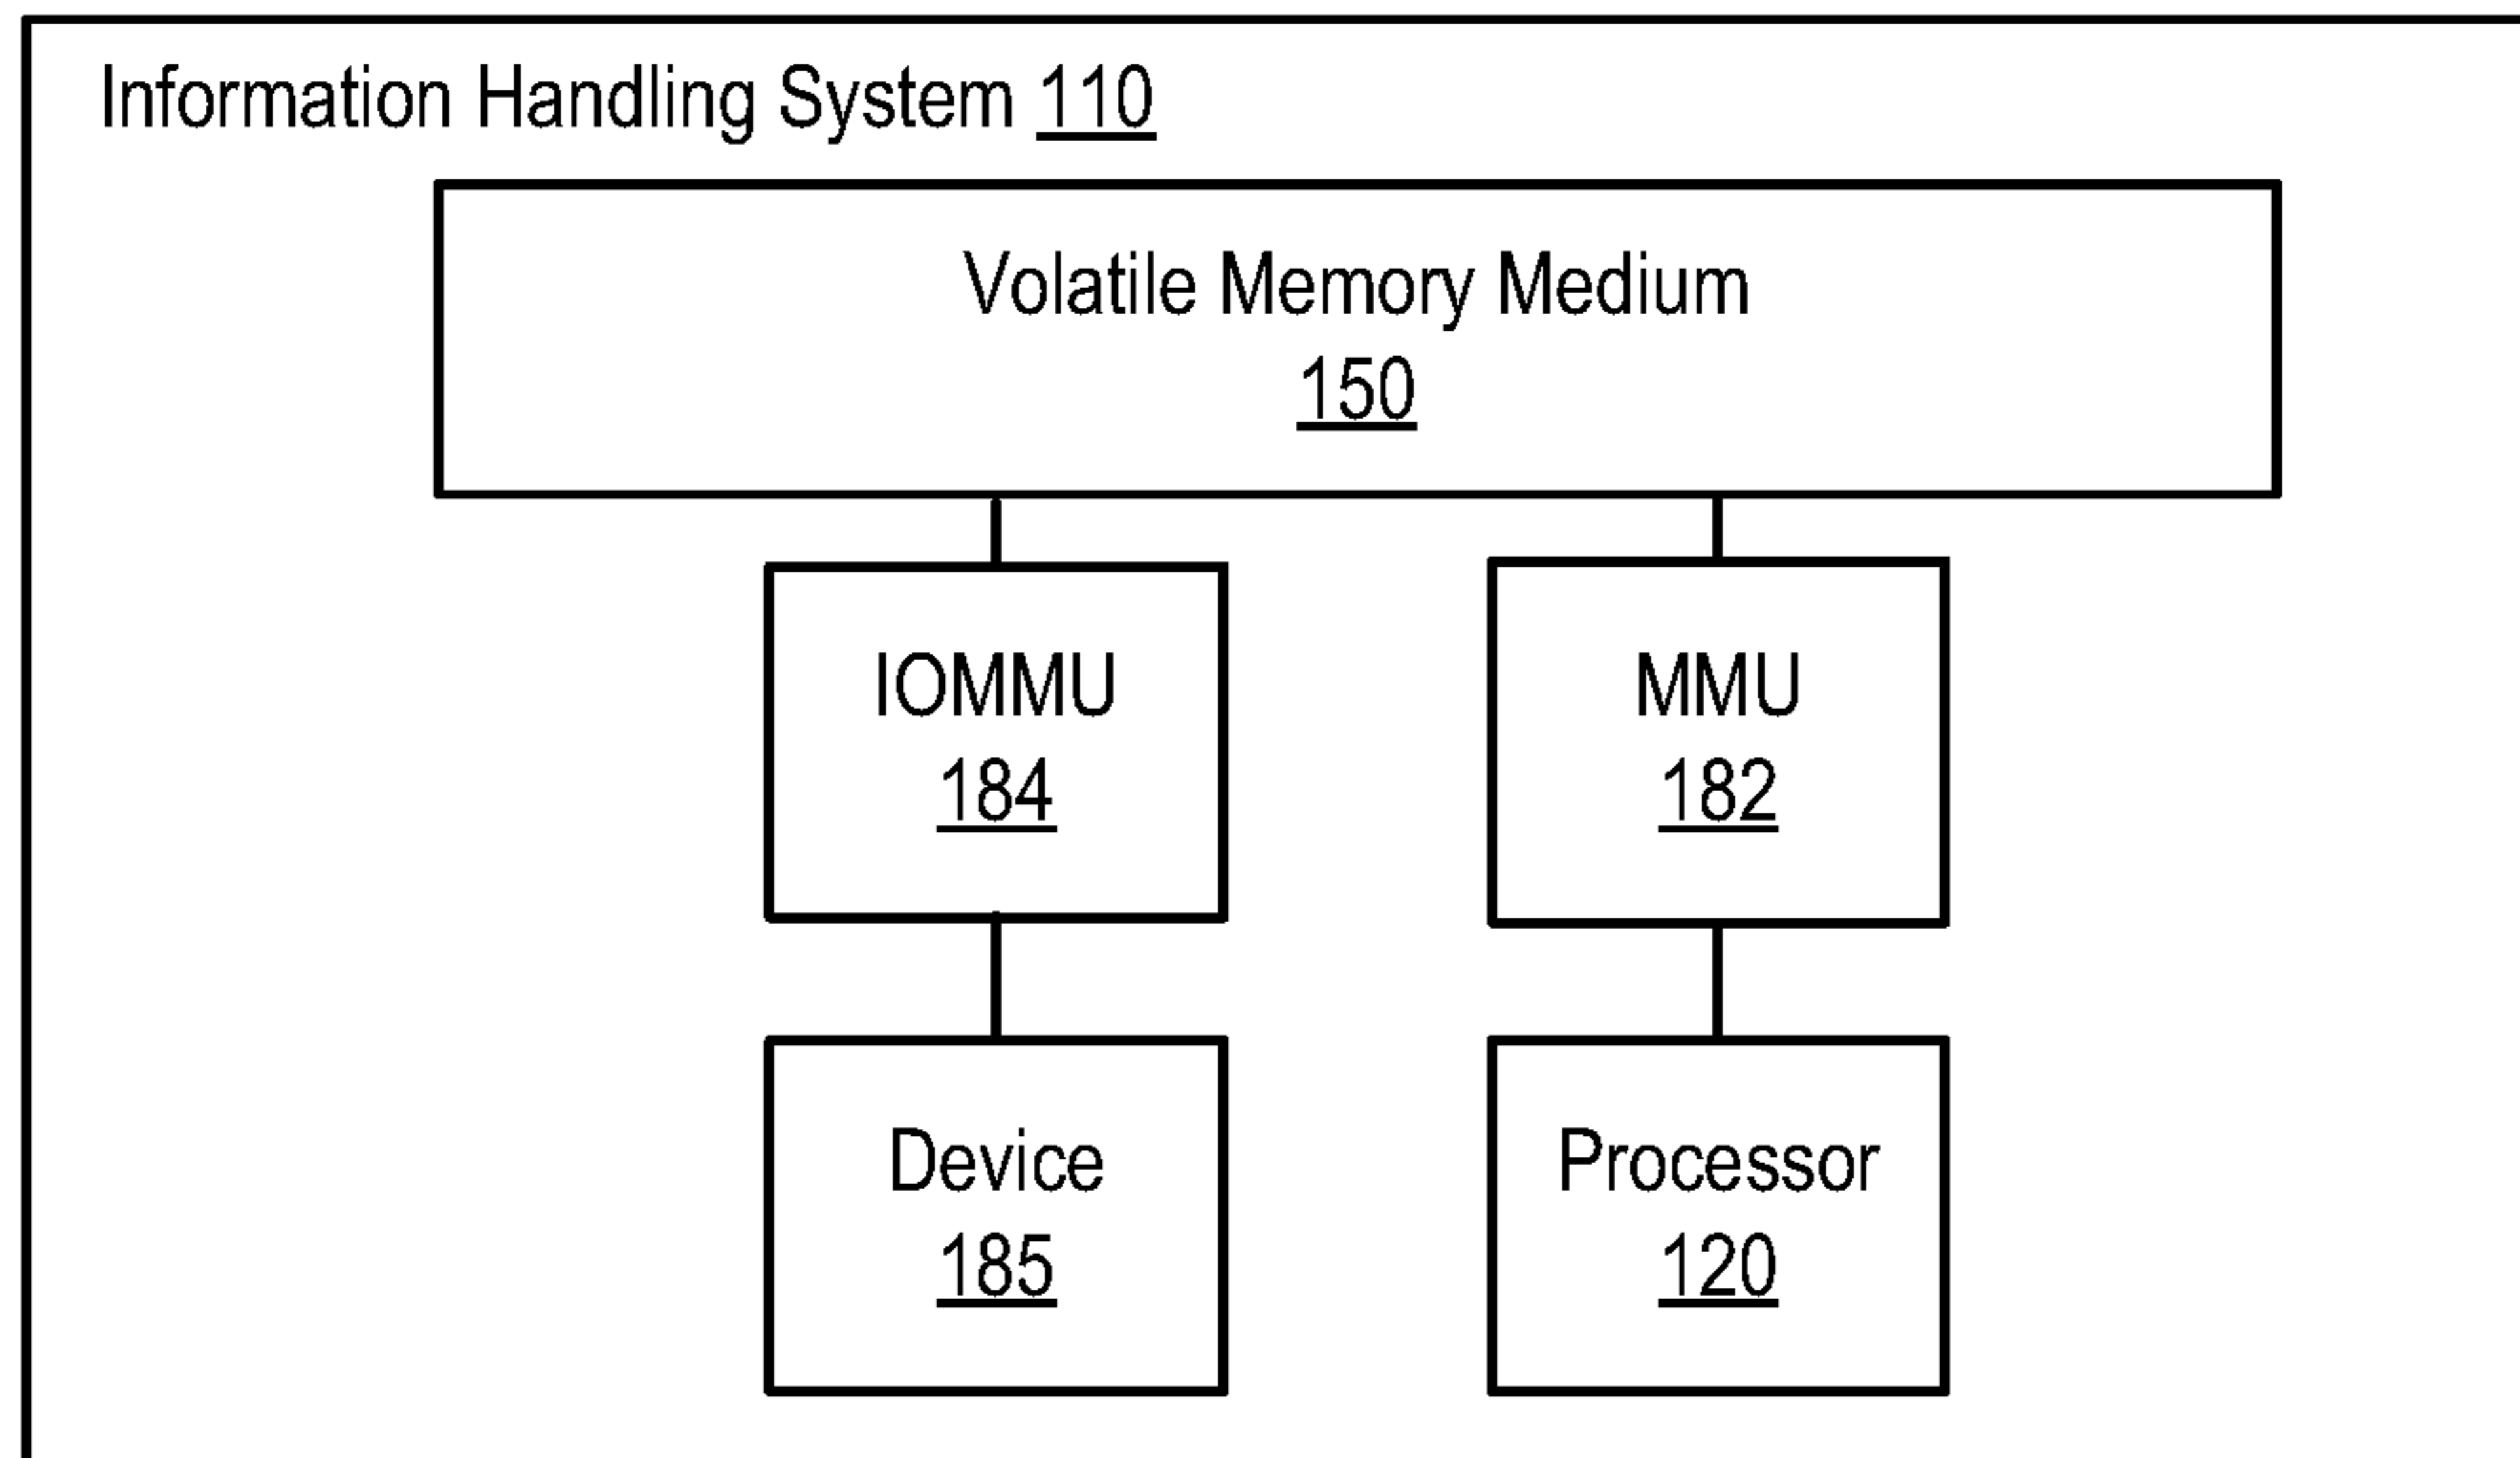 Information Handling System 110
Volatile Memory Medium
150
IOMMU
184
MMU
182
Device
185
Processor
120